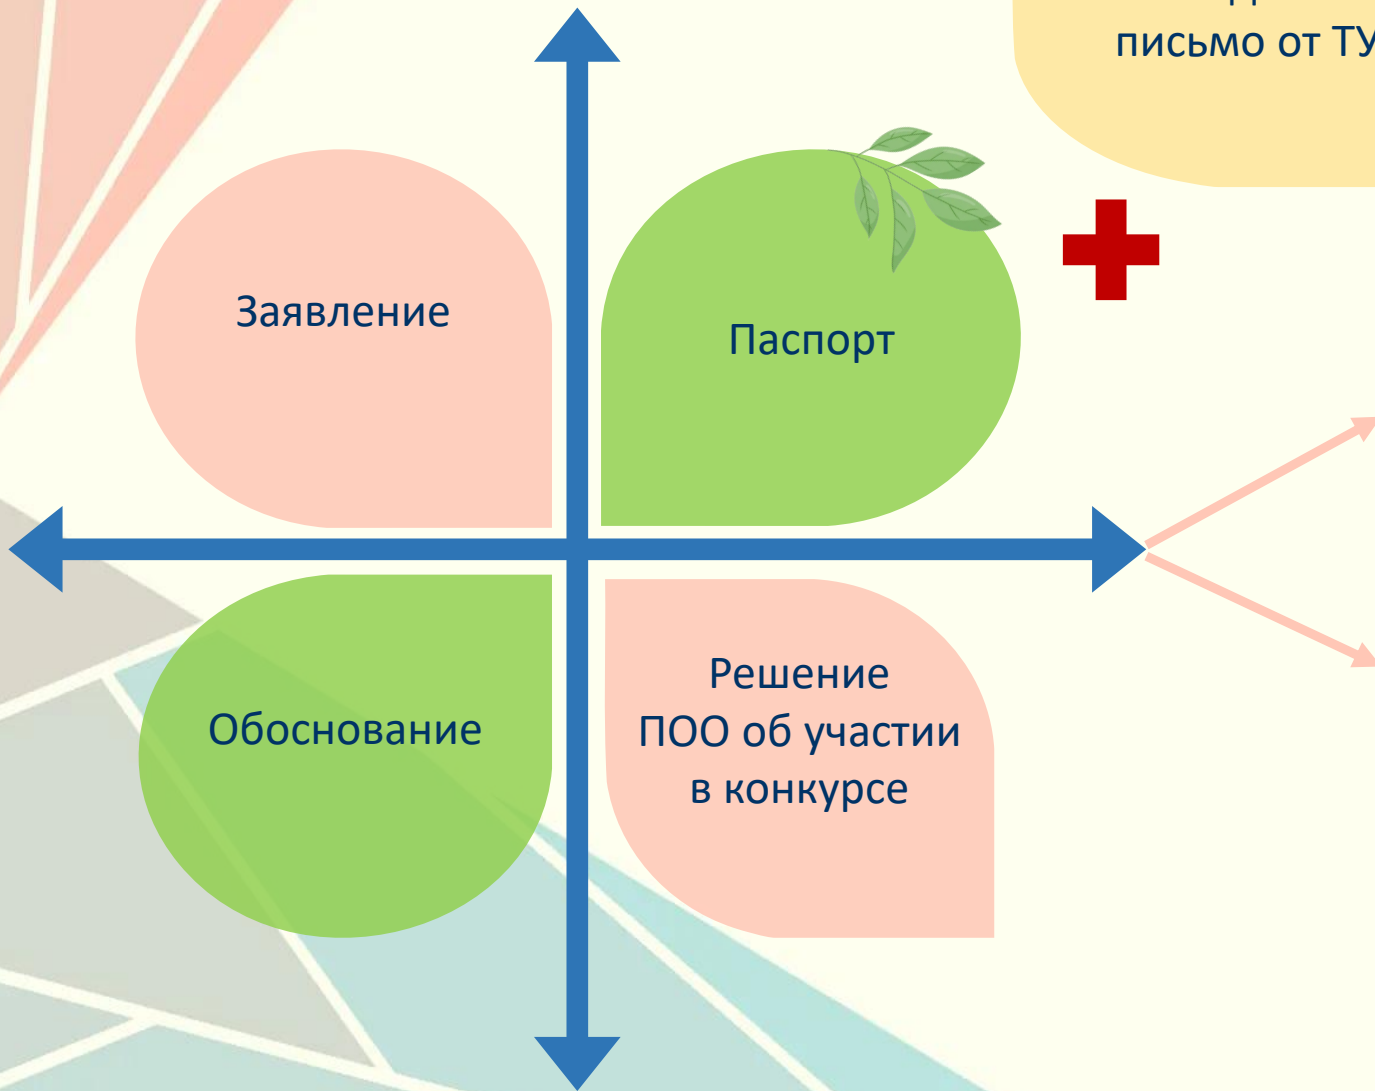 письмо от ТУ
Заявление
Паспорт
Обоснование
Решение
ПОО об участии
в конкурсе